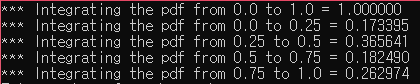 *** Integrating the pdf from 0.0 to 1.0 = 1.000000
*** Integrating the pdf from 0.0 to 0.25 = 0.173395
*** Integrating the pdf from 0.25 to 0.5 = 0.365641
*** Integrating the pdf from 0.5 to 0.75 = 0.182490
*** Integrating the pdf from 0.75 to 1.0 = 0.262974